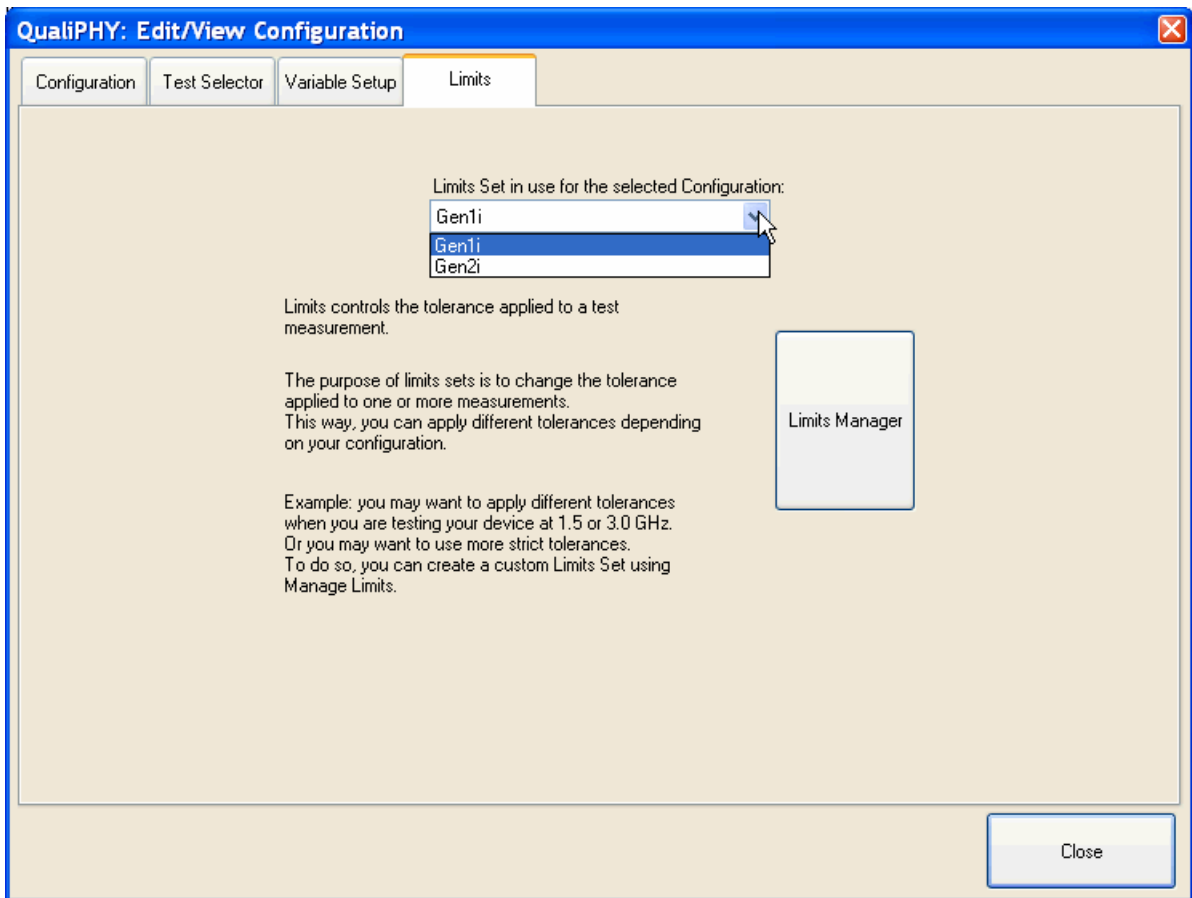 QualiPHY: Edit/View Configuration
Configuration
Test Selector
Variable Setup
Limits
Limits Set in use for the selected Configuration:
Gen1i
Gen1i
Gen2i
Limits controls the tolerance applied to a test
measurement.
The purpose of limits sets is to change the tolerance
applied to one or more measurements.
This way, you can apply different tolerances depending
on your configuration.
Limits Manager
Example: you may want to apply different tolerances
when you are testing your device at 1.5 or 3.0 GHz.
Or you may want to use more strict tolerances.
To do so, you can create a custom Limits Set using
Manage Limits.
Close